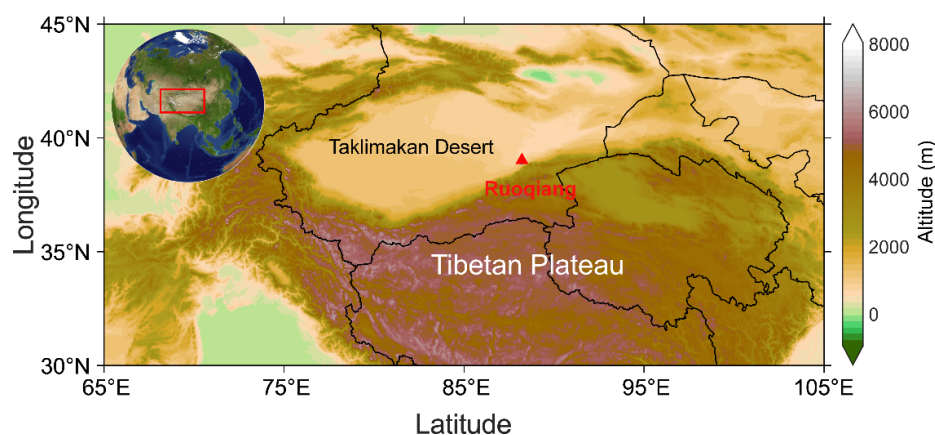 45°N
40°N
35°N
30°N
Longitude
Taklimakan Desert
Ruoqiang
Tibetan Plateau
65°E
75°E
85°E
95°E
105°E
Latitude
8000
6000
4000
2000
0
Altitude (m)